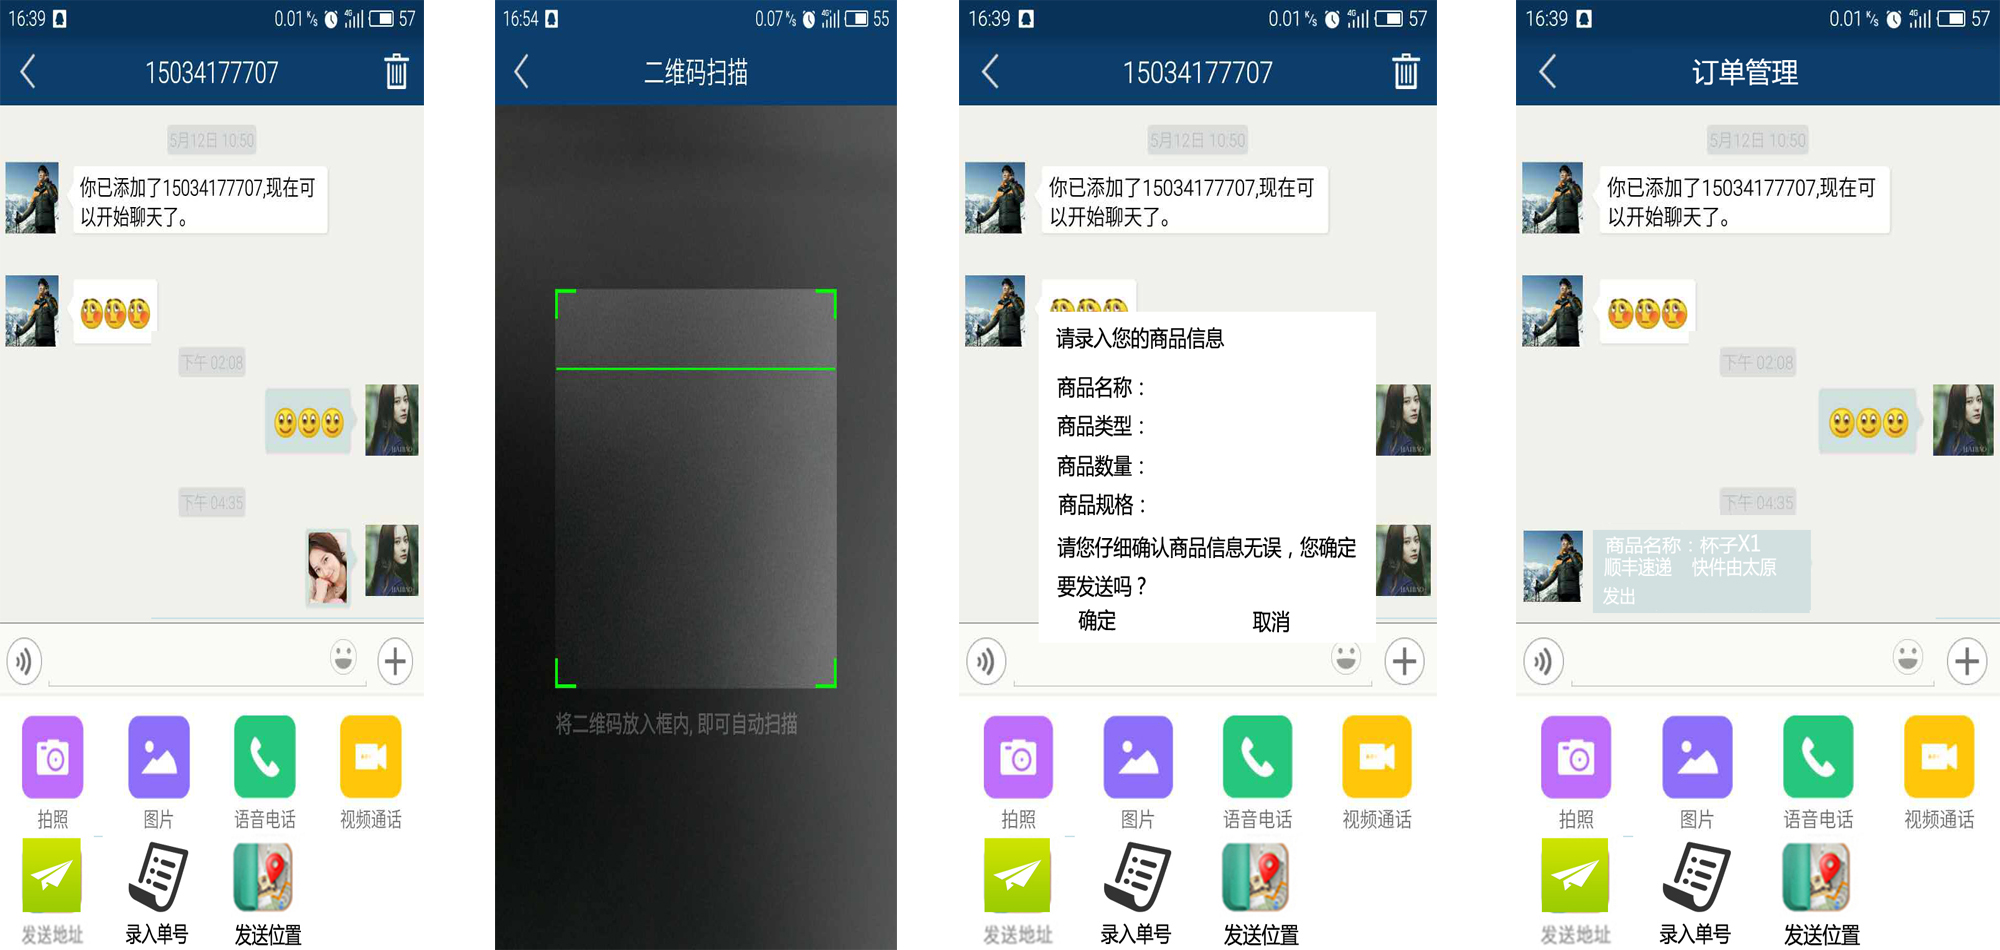 16:39
0.01 K/s 4G 57
15034177707
5月12日 10:50
你已添加了15034177707,现在可
以开始聊天了。
下午 02:08
下午 04:35
拍照
图片
语音电话
视频通话
发送地址
录入单号
发送位置
16:54
0.07 K/s 4G 55
二维码扫描
将二维码放入框内, 即可自动扫描
16:39
0.01 K/s 4G 57
15034177707
5月12日 10:50
你已添加了15034177707,现在可
以开始聊天了。
请录入您的商品信息
商品名称：
商品类型：
商品数量：
商品规格：
请您仔细确认商品信息无误，您确定
要发送吗？
确定
取消
拍照
图片
语音电话
视频通话
发送地址
录入单号
发送位置
16:39
0.01 K/s 4G 57
订单管理
5月12日 10:50
你已添加了15034177707,现在可
以开始聊天了。
下午 02:08
下午 04:35
商品名称：杯子X1
顺丰速递 快件由太原
发出
拍照
图片
语音电话
视频通话
发送地址
录入单号
发送位置